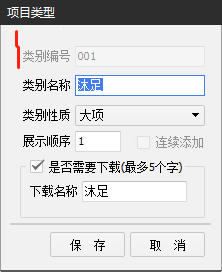 项目类型
类别编号 001
类别名称 沐足
类别性质 大项
展示顺序 1 连续添加
是否需要下载(最多5个字)
下载名称 沐足
保 存 取 消